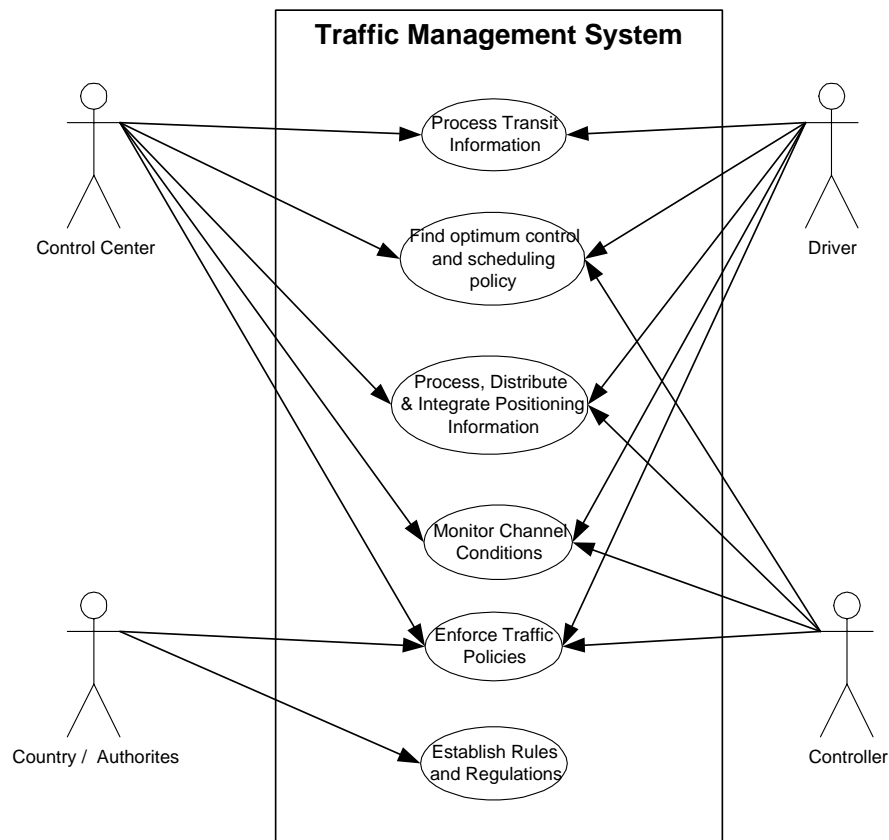 Traffic Management System
Process Transit
Information
Control Center
Driver
Find optimum control
and scheduling
policy
Process, Distribute
& Integrate Positioning
Information
Monitor Channel
Conditions
Enforce Traffic
Policies
Country /  Authorites
Controller
Establish Rules
and Regulations